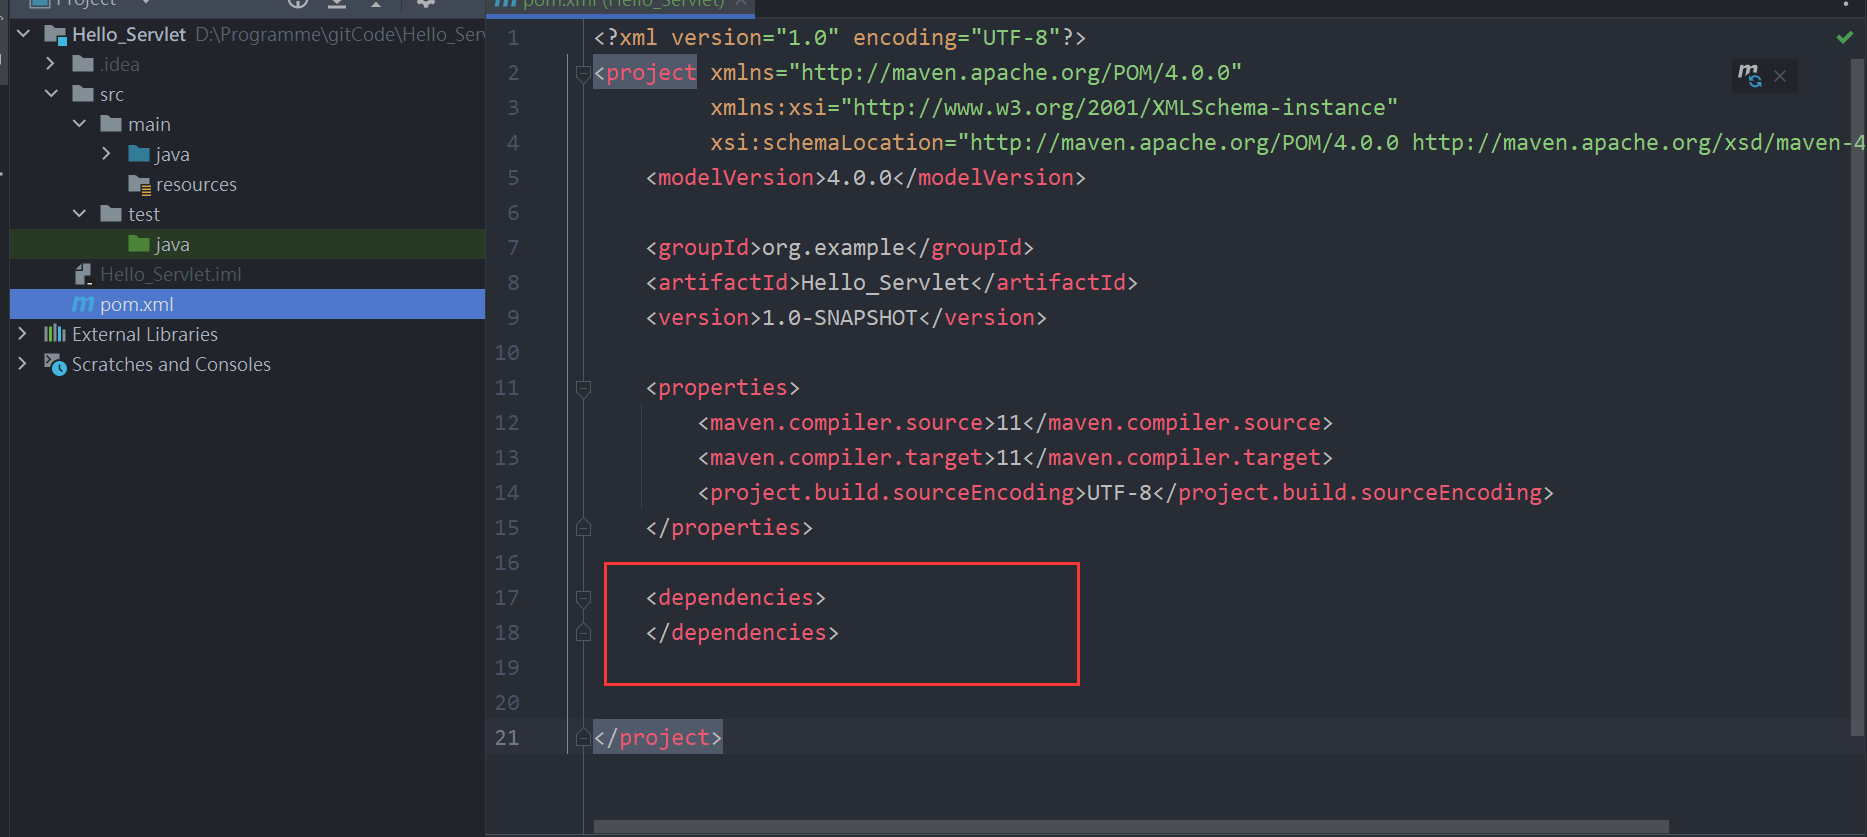 Project
Hello_Servlet D:\Programme\gitCode\Hello_Serv
.idea
src
main
java
resources
test
java
Hello_Servlet.iml
pom.xml
External Libraries
Scratches and Consoles
pom.xml (Hello_Servlet)
1 <?xml version="1.0" encoding="UTF-8"?>
2 <project xmlns="http://maven.apache.org/POM/4.0.0"
3 xmlns:xsi="http://www.w3.org/2001/XMLSchema-instance"
4 xsi:schemaLocation="http://maven.apache.org/POM/4.0.0 http://maven.apache.org/xsd/maven-4
5 <modelVersion>4.0.0</modelVersion>
6
7 <groupId>org.example</groupId>
8 <artifactId>Hello_Servlet</artifactId>
9 <version>1.0-SNAPSHOT</version>
10
11 <properties>
12 <maven.compiler.source>11</maven.compiler.source>
13 <maven.compiler.target>11</maven.compiler.target>
14 <project.build.sourceEncoding>UTF-8</project.build.sourceEncoding>
15 </properties>
16
17 <dependencies>
18 </dependencies>
19
20
21 </project>